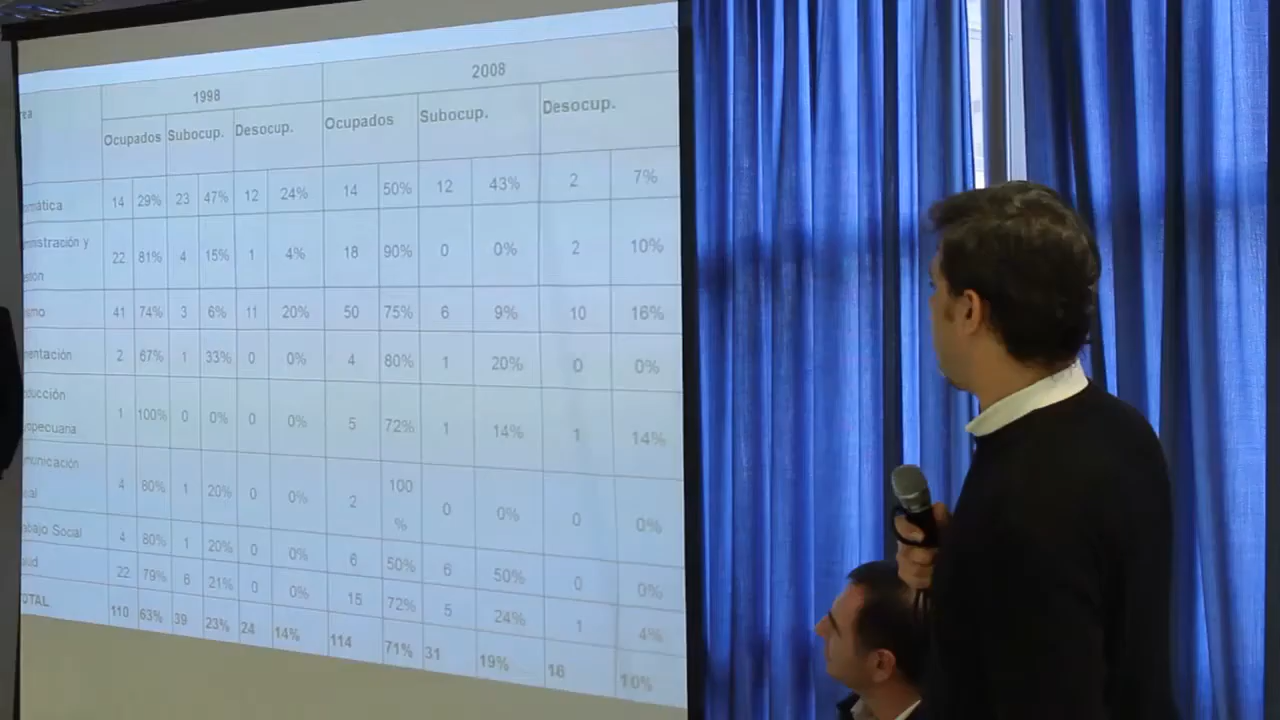 1998 2008
Ocupados Subocup. Desocup. Ocupados Subocup. Desocup.
14 29% 23 47% 12 24% 14 50% 12 43% 2 7%
22 81% 4 15% 1 4% 18 90% 0 0% 2 10%
41 74% 3 6% 11 20% 50 75% 6 9% 10 16%
2 67% 1 33% 0 0% 4 80% 1 20% 0 0%
1 100% 0 0% 0 0% 5 72% 1 14% 1 14%
4 80% 1 20% 0 0% 2 100 % 0 0% 0 0%
Social 4 80% 1 20% 0 0% 6 50% 6 50% 0 0%
22 79% 6 21% 0 0% 15 72% 5 24% 1 4%
110 63% 39 23% 24 14% 114 71% 31 19% 16 10%